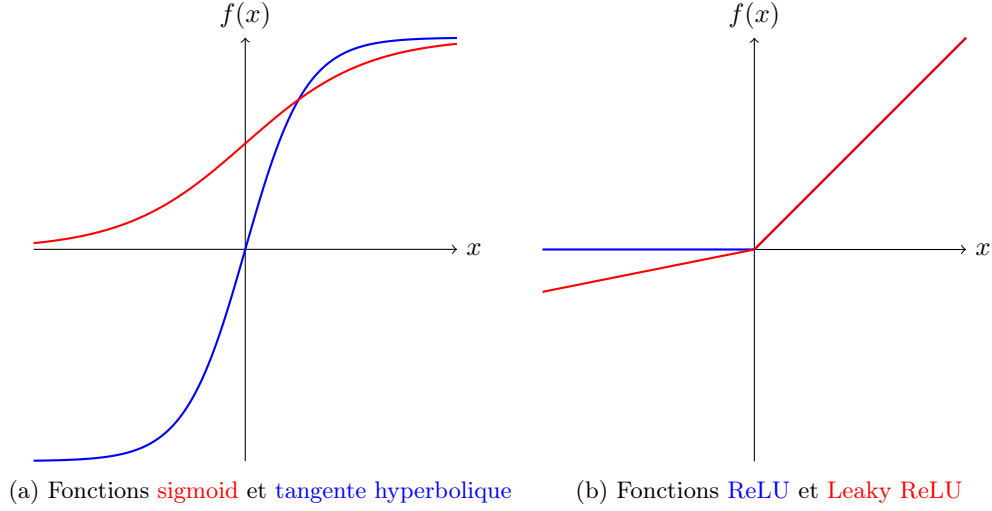 f(x)
x
(a) Fonctions sigmoid et tangente hyperbolique
f(x)
x
(b) Fonctions ReLU et Leaky ReLU